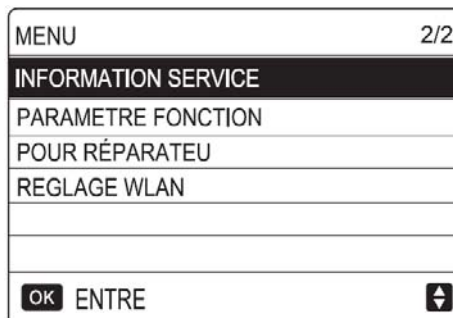 MENU 2/2
INFORMATION SERVICE
PARAMETRE FONCTION
POUR RÉPARATEU
REGLAGE WLAN
OK ENTRE